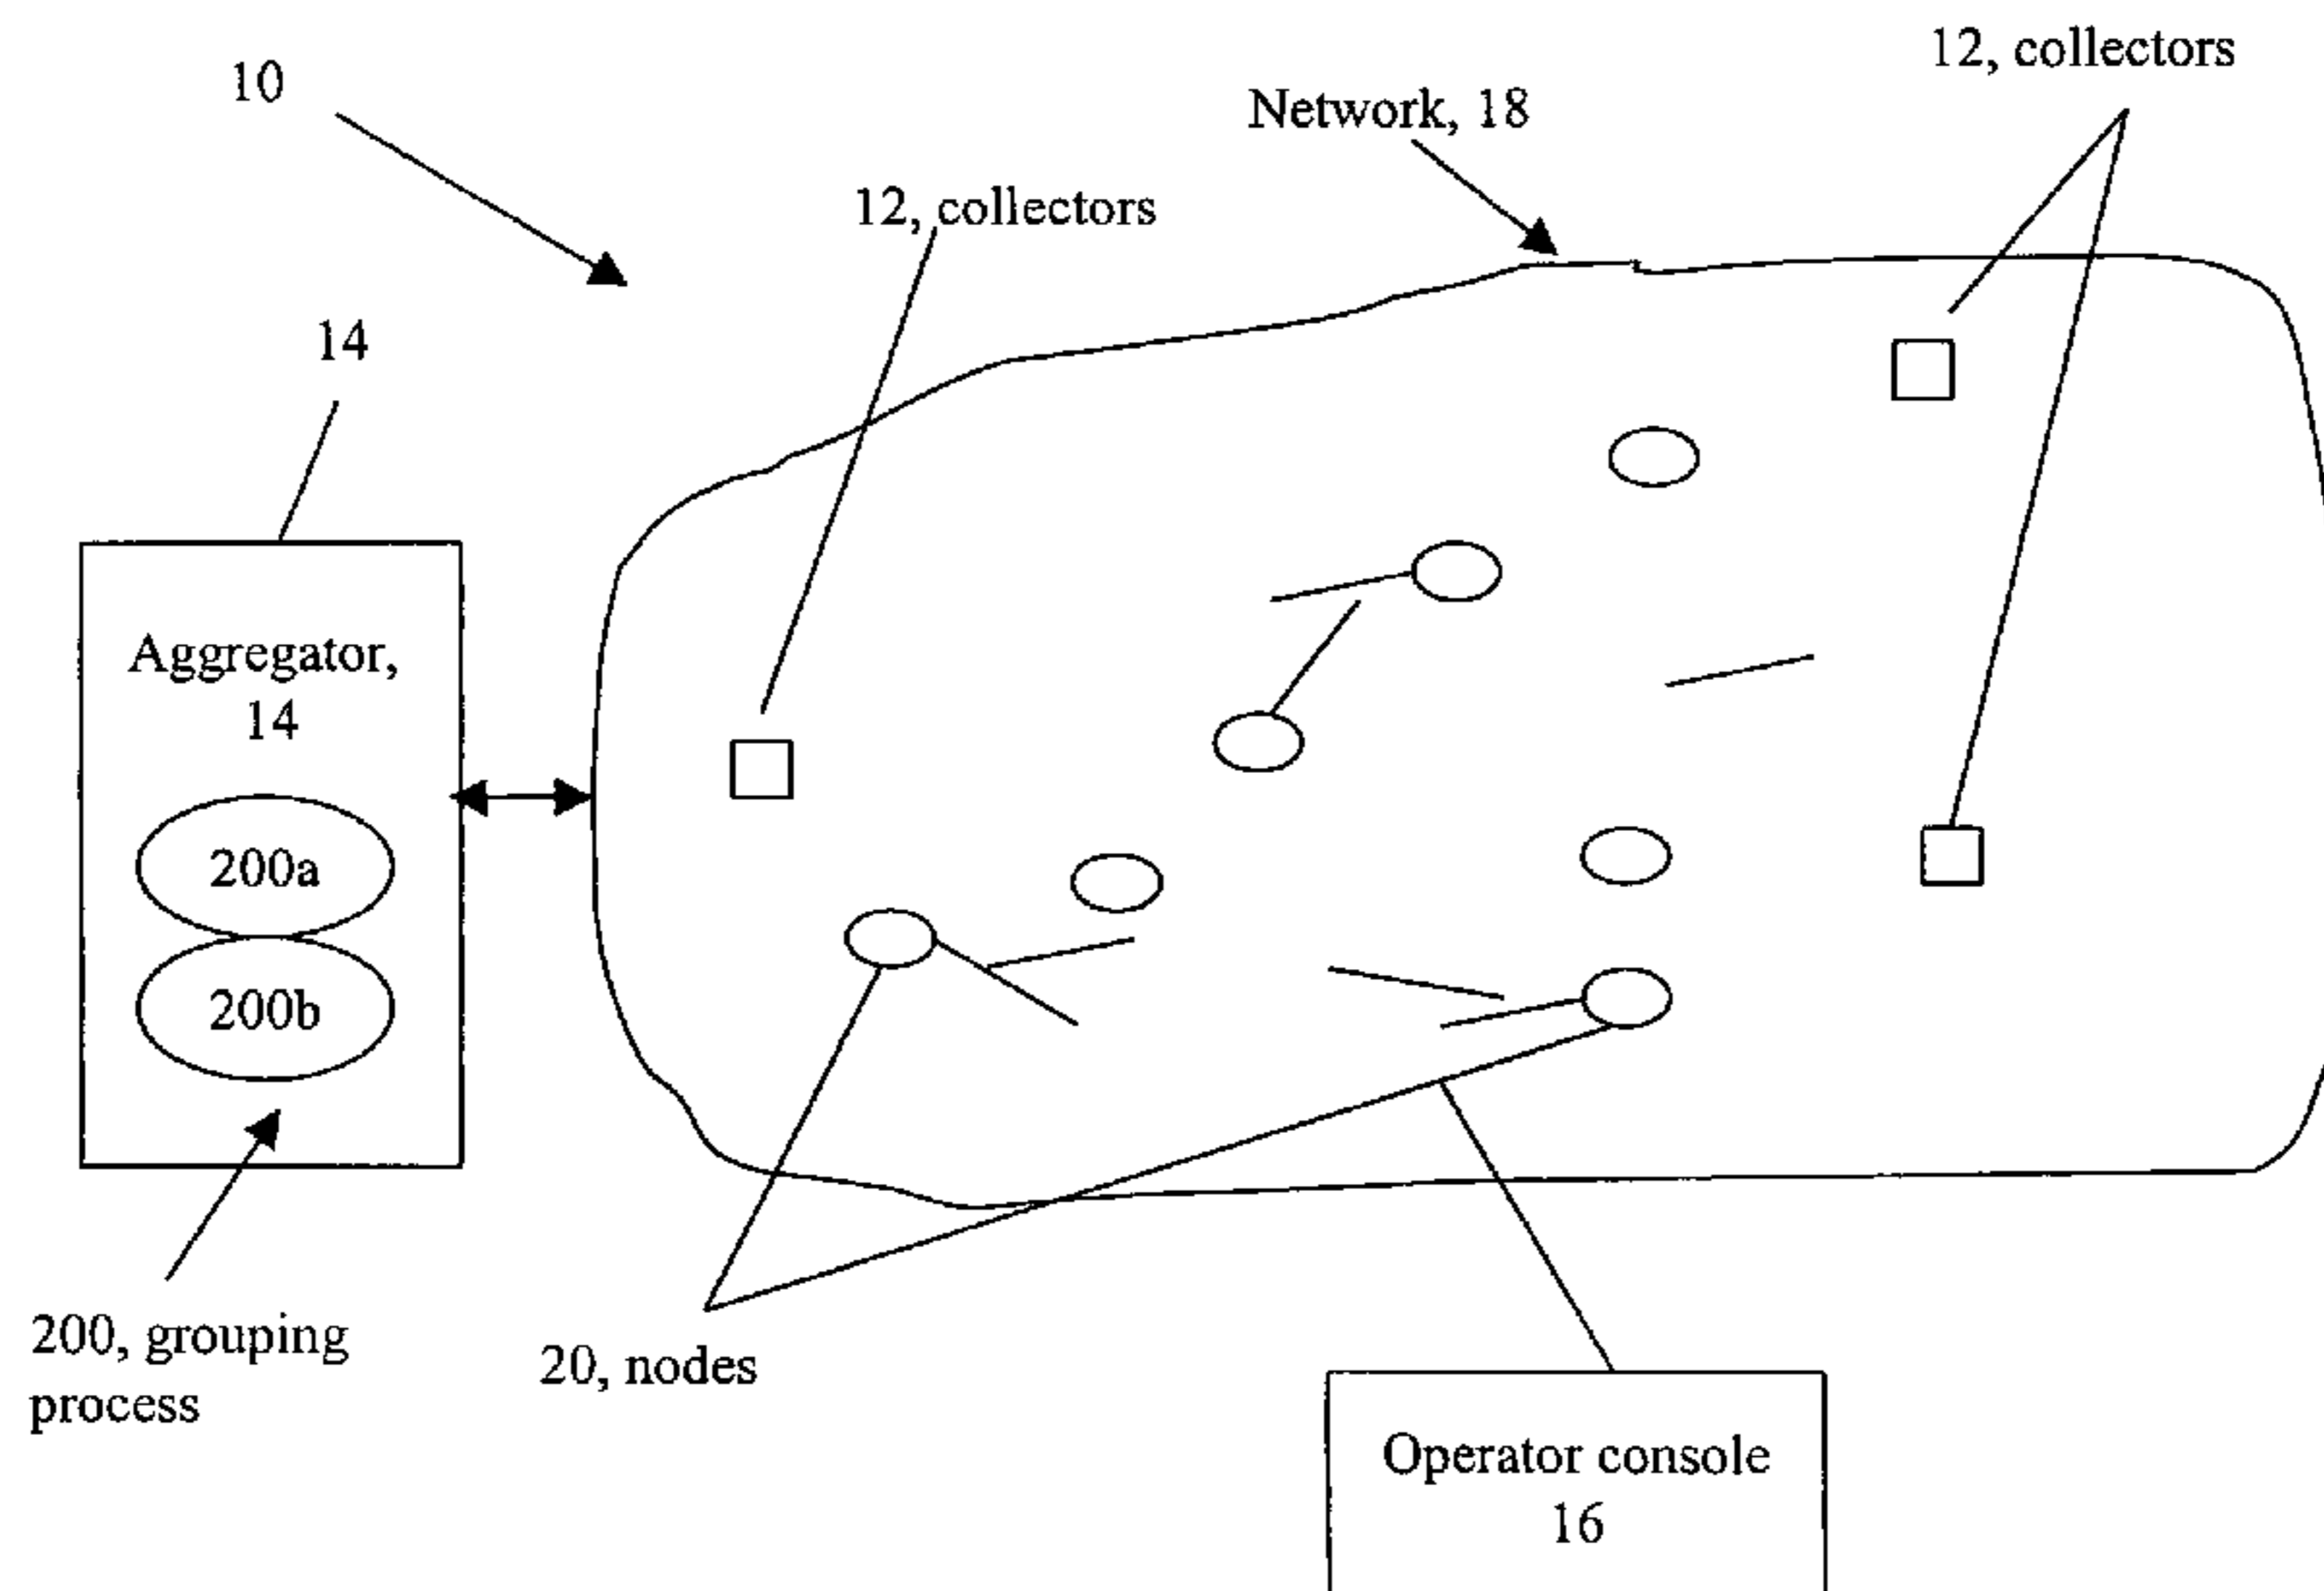 12, collectors
10
Network, 18
12, collectors
14
Aggregator,
14
200a
200b
200, grouping
process
20, nodes
Operator console
16